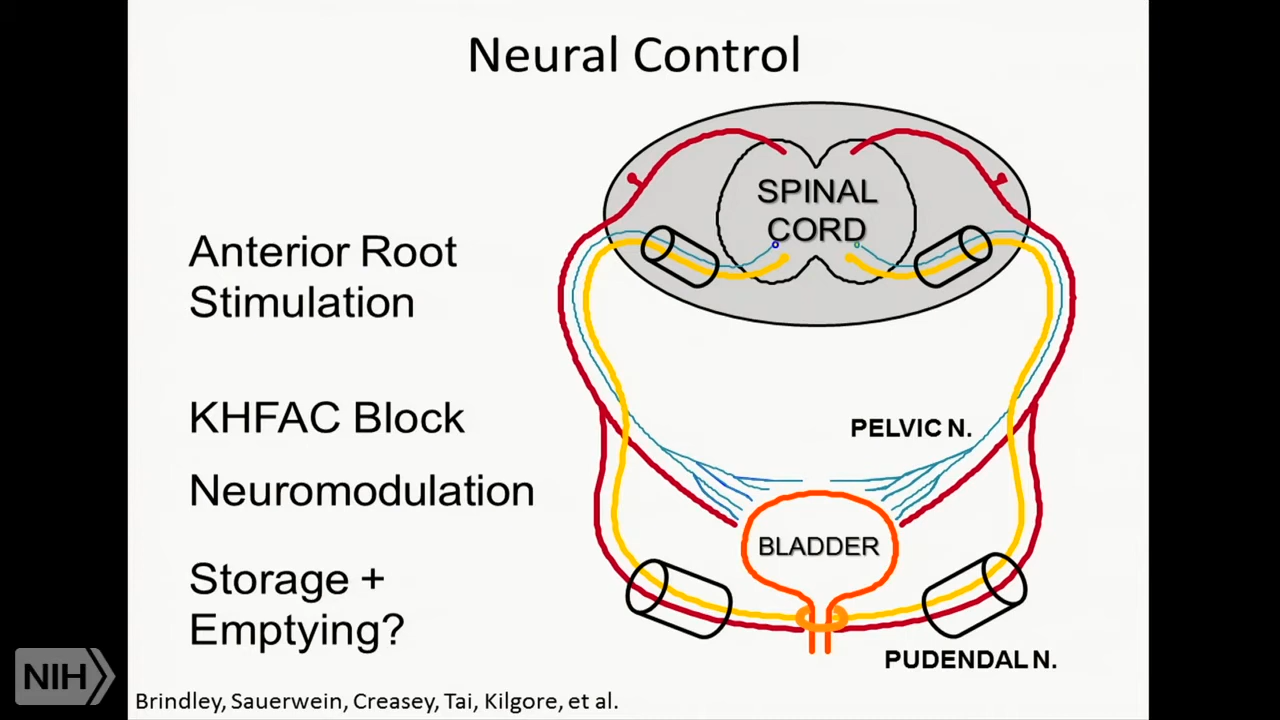 Neural Control
SPINAL
CORD
Anterior Root
Stimulation
KHFAC Block
PELVIC N.
Neuromodulation
BLADDER
Storage +
Emptying?
PUDENDAL N.
NIH
Brindley, Sauerwein, Creasey, Tai, Kilgore, et al.